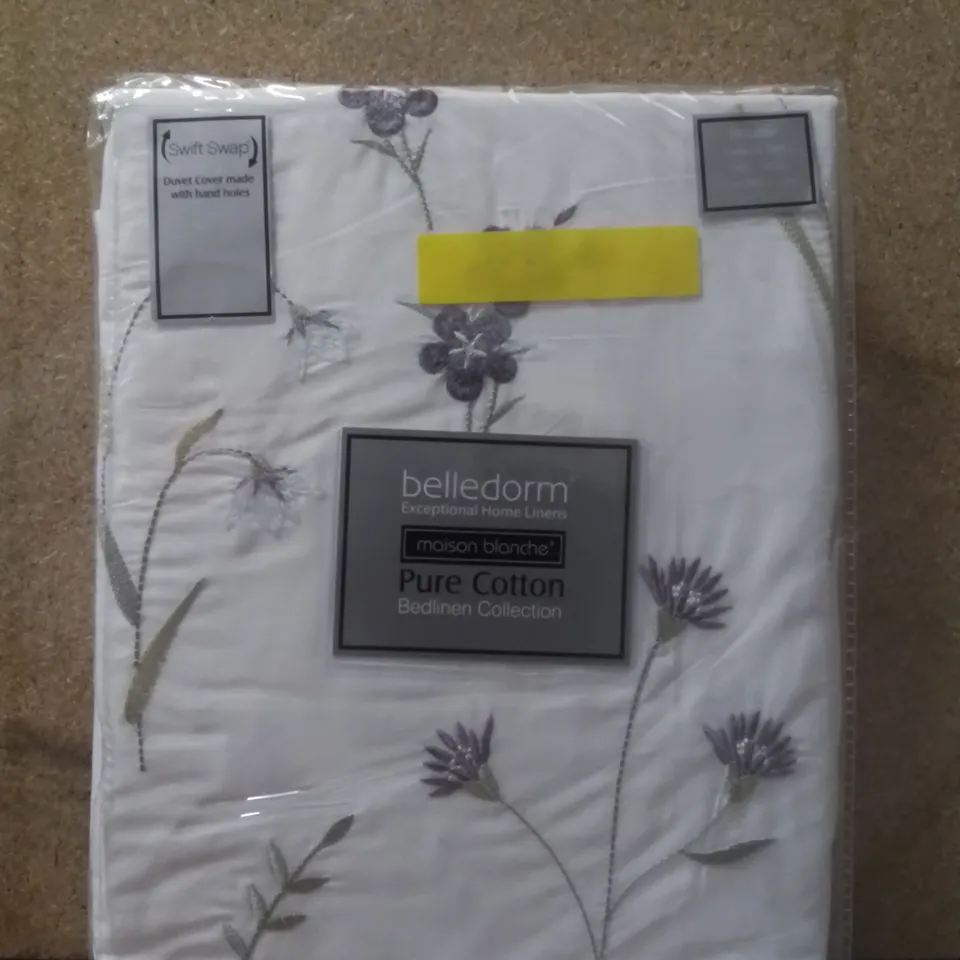 Swift Swap
Duvet Cover made
with hand holes
belledorm
Exceptional Home Linens
maison blanche
Pure Cotton
Bedlinen Collection